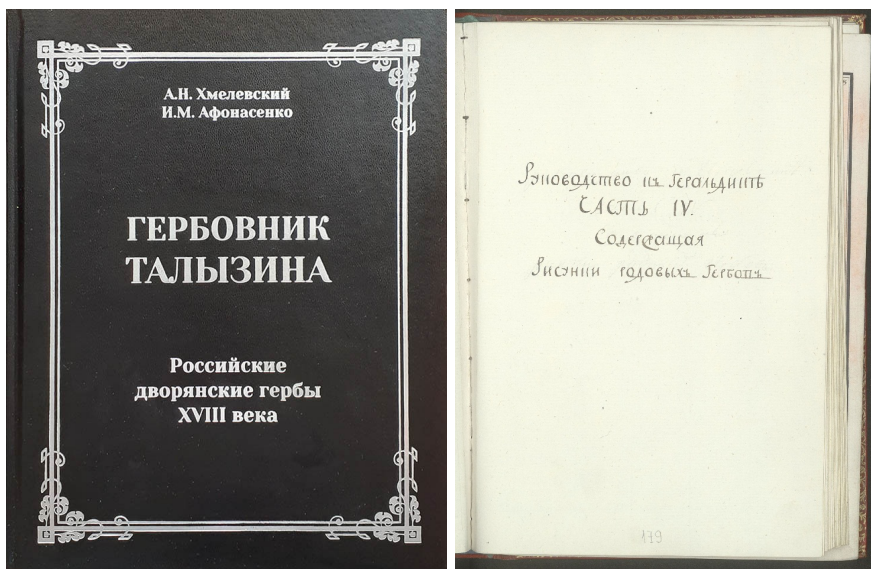 А.Н. Хмелевский
И.М. Афонасенко
ГЕРБОВНИК
ТАЛЫЗИНА
Российские
дворянские гербы
XVIII века
Руководство къ Геральдикѣ
ЧАСТЬ IV.
Содержащая
Рисунки родовыхъ Гербовъ
179